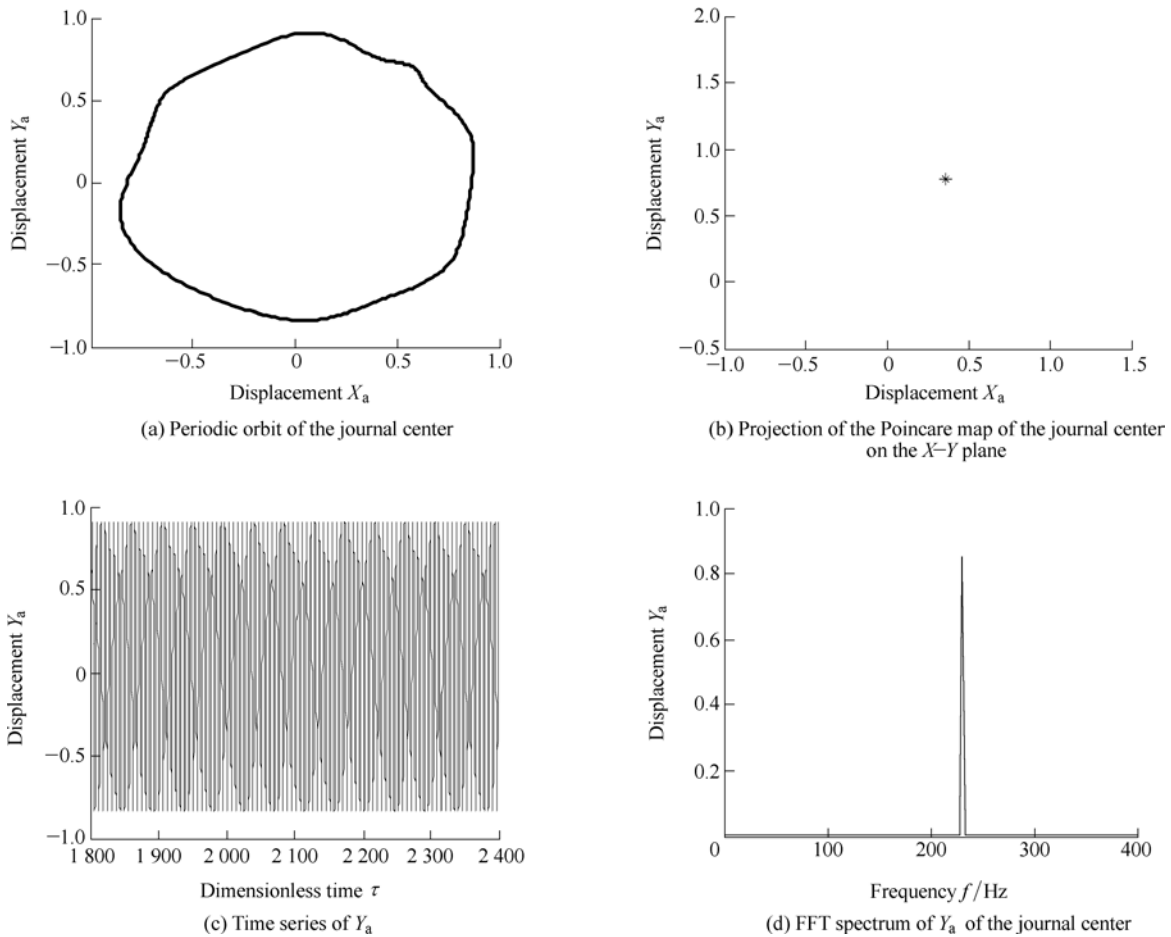 1.0
0.5
0
−0.5
−1.0
Displacement Ya
−0.5 0 0.5 1.0
Displacement Xa
(a) Periodic orbit of the journal center
2.0
1.5
1.0
0.5
0
−0.5
Displacement Ya
−1.0 −0.5 0 0.5 1.0 1.5
Displacement Xa
(b) Projection of the Poincare map of the journal center
on the X−Y plane
1.0
0.5
0
−0.5
−1.0
Displacement Ya
1 800 1 900 2 000 2 100 2 200 2 300 2 400
Dimensionless time τ
(c) Time series of Ya
1.0
0.8
0.6
0.4
0.2
Displacement Ya
0 100 200 300 400
Frequency f/Hz
(d) FFT spectrum of Ya of the journal center